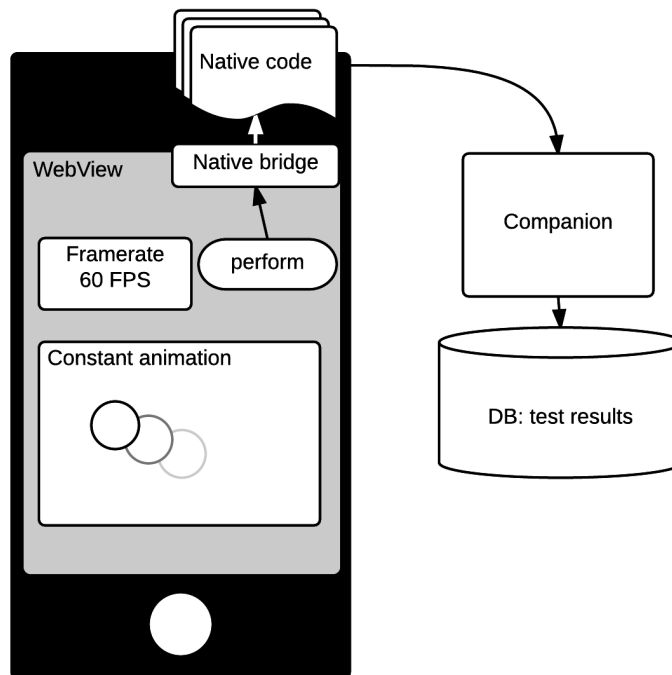 Native code
WebView
Native bridge
Framerate
60 FPS
perform
Companion
Constant animation
DB: test results